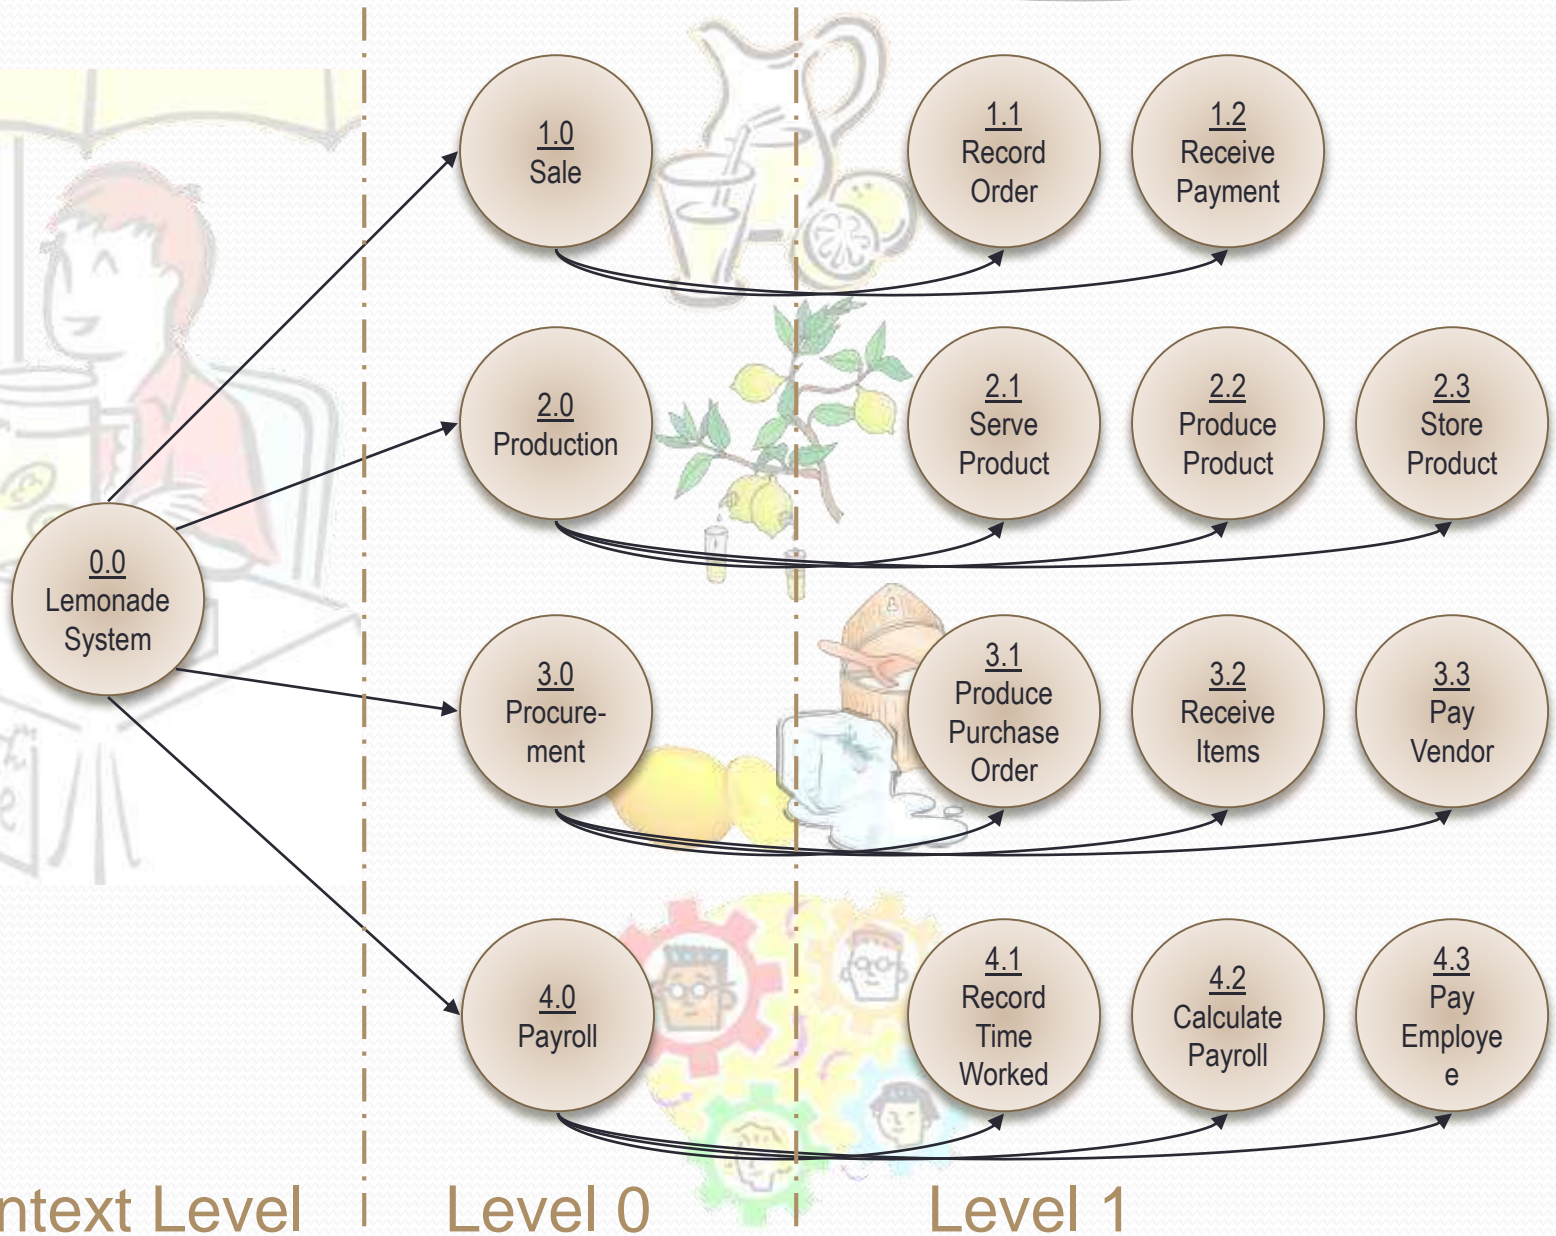 1.0
Sale
1.1
Record
Order
1.2
Receive
Payment
2.0
Production
2.1
Serve
Product
2.2
Produce
Product
2.3
Store
Product
0.0
Lemonade
System
3.0
Procure-
ment
3.1
Produce
Purchase
Order
3.2
Receive
Items
3.3
Pay
Vendor
4.0
Payroll
4.1
Record
Time
Worked
4.2
Calculate
Payroll
4.3
Pay
Employe
e
ntext Level
Level 0
Level 1